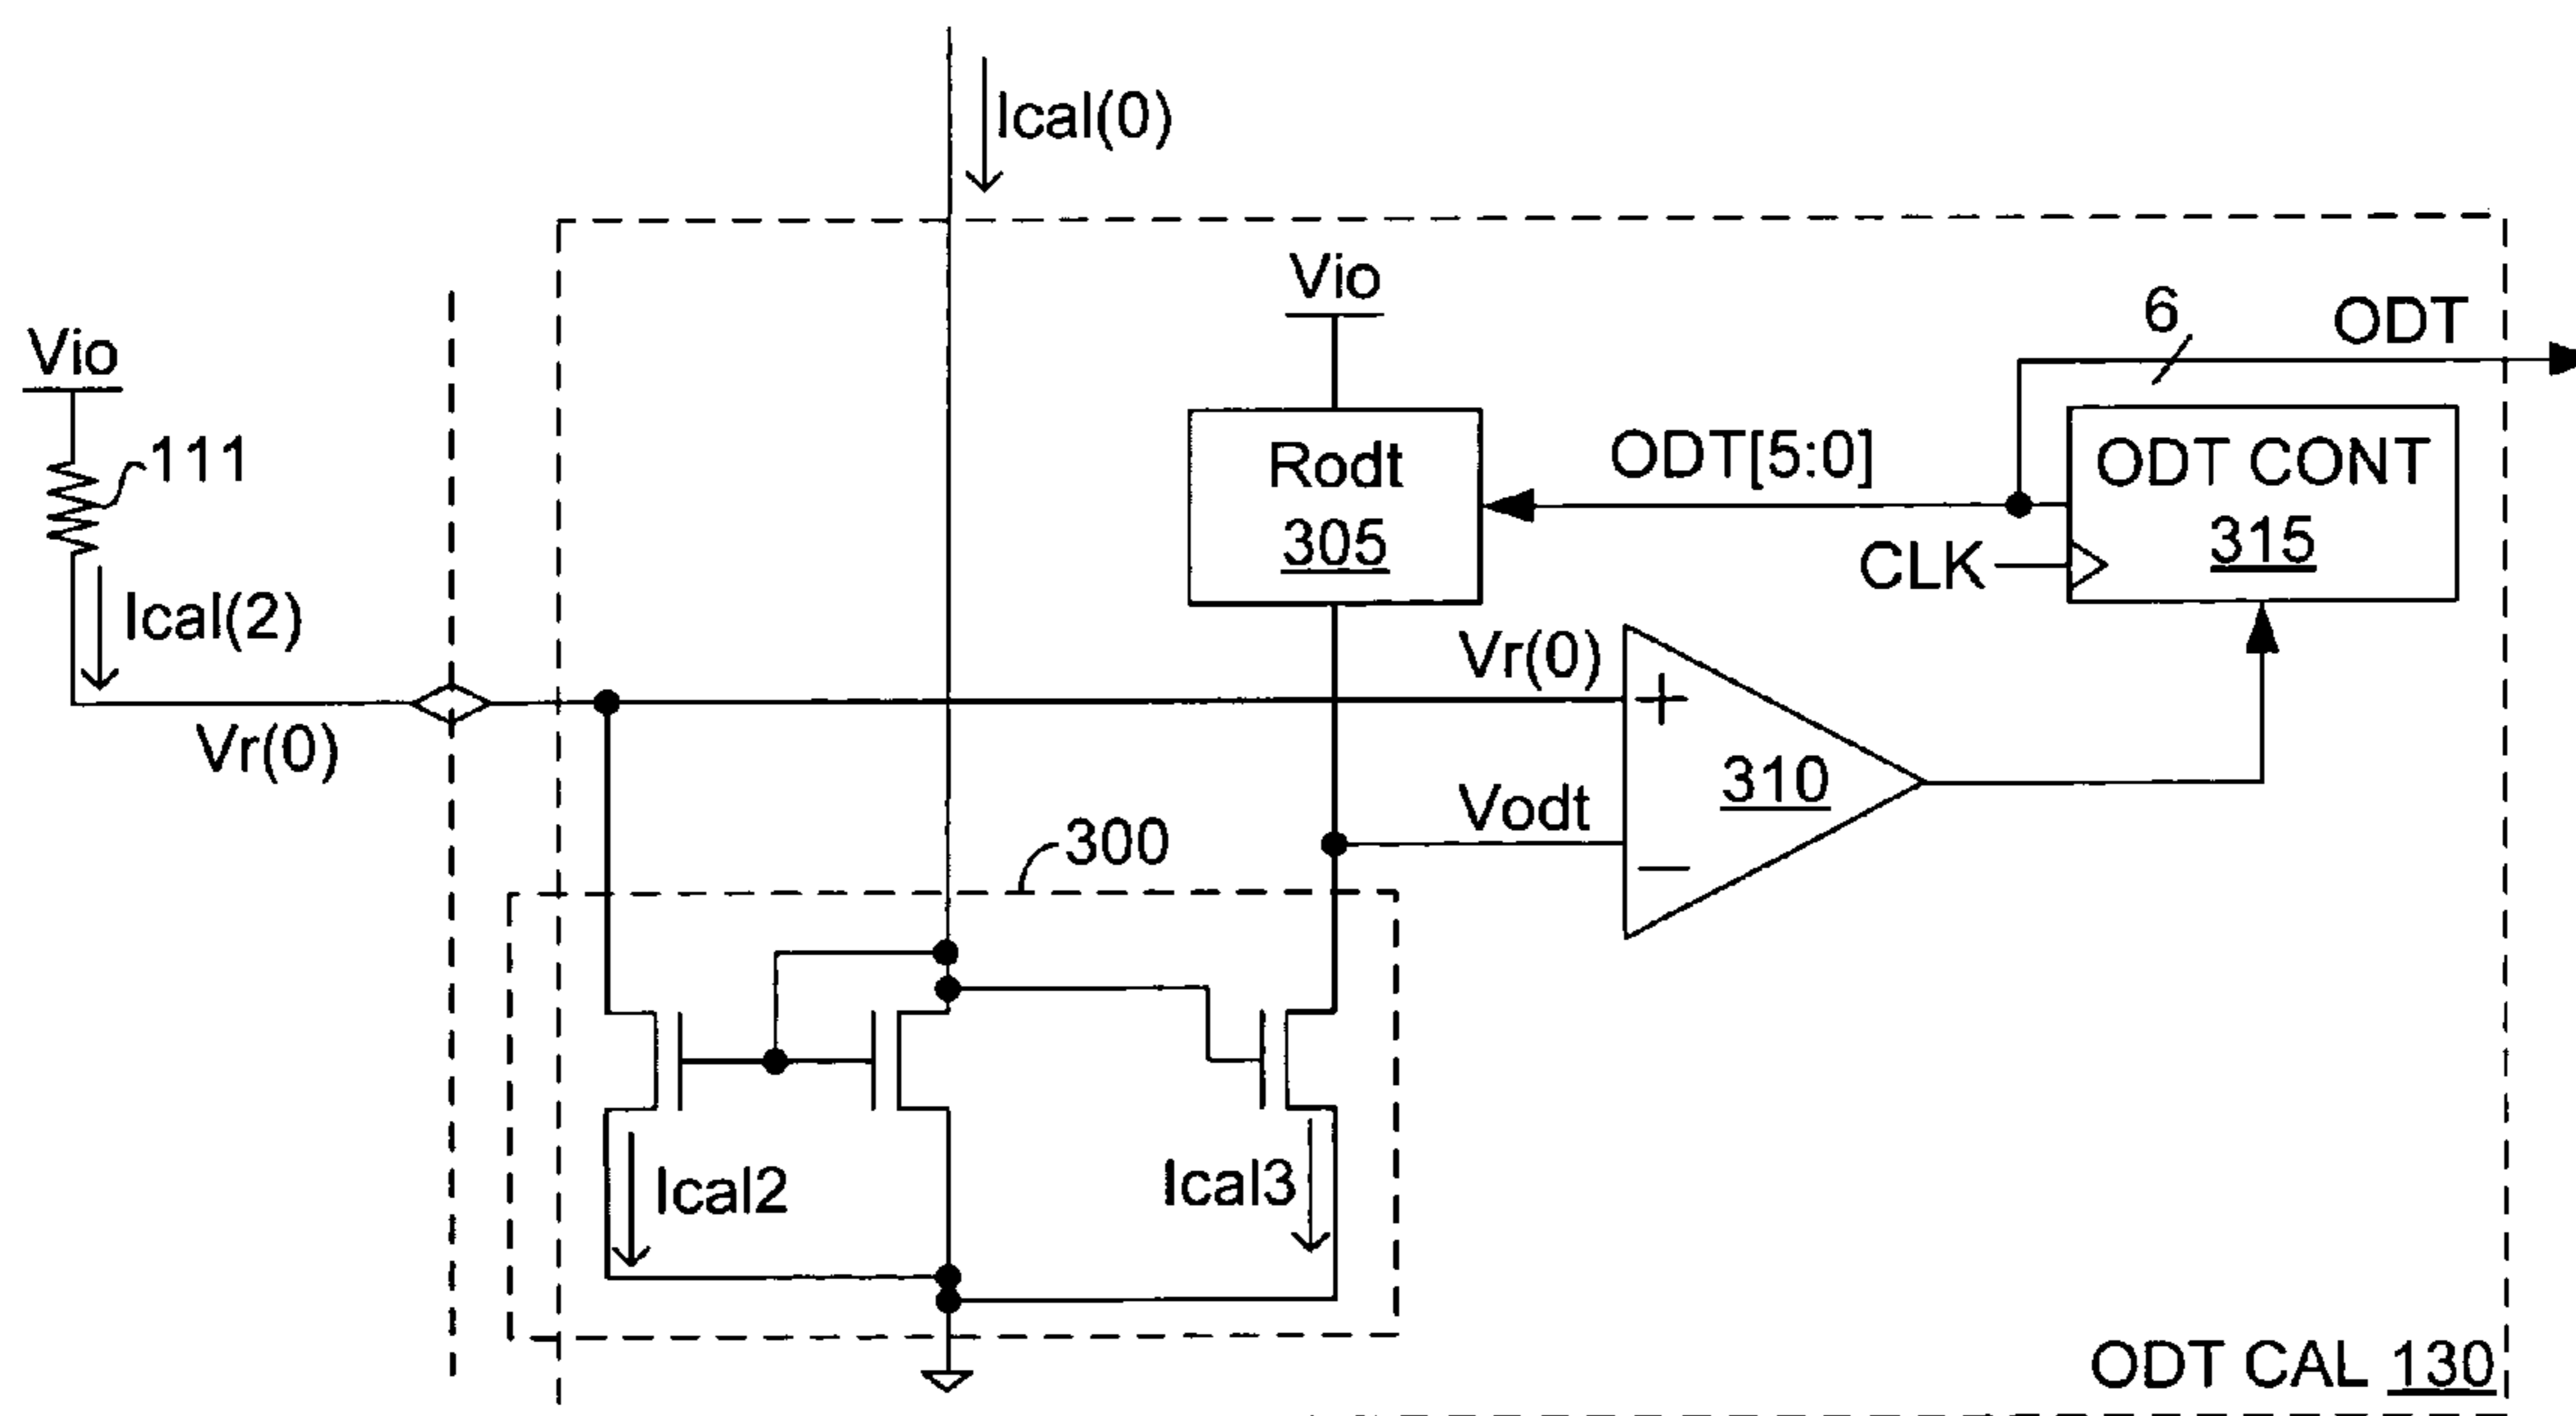 Ical(0)
Vio
6
ODT
Vio
111
Rodt
305
ODT[5:0]
ODT CONT
315
CLK
Ical(2)
Vr(0)
Vr(0)
+
310
Vodt
−
300
Ical2
Ical3
ODT CAL 130